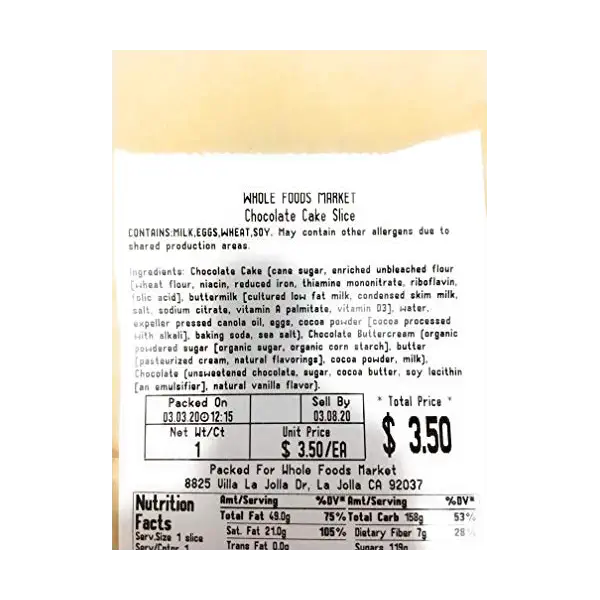 WHOLE FOODS MARKET
Chocolate Cake Slice
CONTAINS:MILK,EGGS,WHEAT,SOY. May contain other allergens due to
shared production areas.
Ingredients: Chocolate Cake (cane sugar, enriched unbleached flour
[wheat flour, niacin, reduced iron, thiamine mononitrate, riboflavin,
folic acid], buttermilk [cultured low fat milk, condensed skim milk,
salt, sodium citrate, vitamin A palmitate, vitamin D3], water,
expeller pressed canola oil, eggs, cocoa powder [cocoa processed
with alkali], baking soda, sea salt), Chocolate Buttercream (organic
powdered sugar [organic sugar, organic corn starch], butter
[pasteurized cream, natural flavorings], cocoa powder, milk),
Chocolate (unsweetened chocolate, sugar, cocoa butter, soy lecithin
[an emulsifier], natural vanilla flavor).
Packed On Sell By * Total Price *
03.03.20 12:15 03.08.20
Net Wt/Ct Unit Price $ 3.50
1 $ 3.50/EA
Packed For Whole Foods Market
8825 Villa La Jolla Dr, La Jolla CA 92037
Nutrition Facts Amt/Serving %DV* Amt/Serving %DV*
Total Fat 49.0g 75% Total Carb 158g 53%
Serv.Size 1 slice Sat. Fat 21.0g 105% Dietary Fiber 7g 28%
Serv/Cntnr 1 Trans Fat 0.0g Sugars 119g